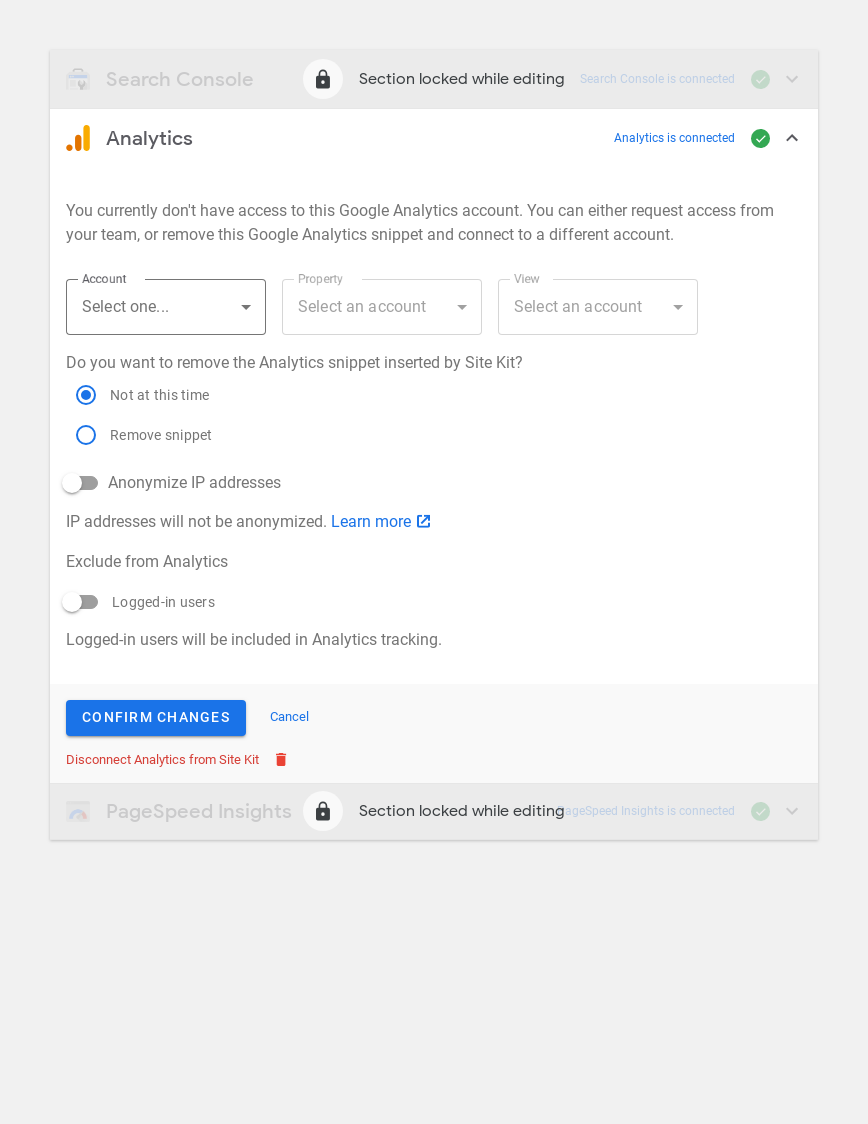 Search Console
Section locked while editing
Search Console is connected
Analytics
Analytics is connected
You currently don't have access to this Google Analytics account. You can either request access from
your team, or remove this Google Analytics snippet and connect to a different account.
Account
Select one...
Property
Select an account
View
Select an account
Do you want to remove the Analytics snippet inserted by Site Kit?
Not at this time
Remove snippet
Anonymize IP addresses
IP addresses will not be anonymized. Learn more
Exclude from Analytics
Logged-in users
Logged-in users will be included in Analytics tracking.
CONFIRM CHANGES
Cancel
Disconnect Analytics from Site Kit
PageSpeed Insights
Section locked while editing
PageSpeed Insights is connected